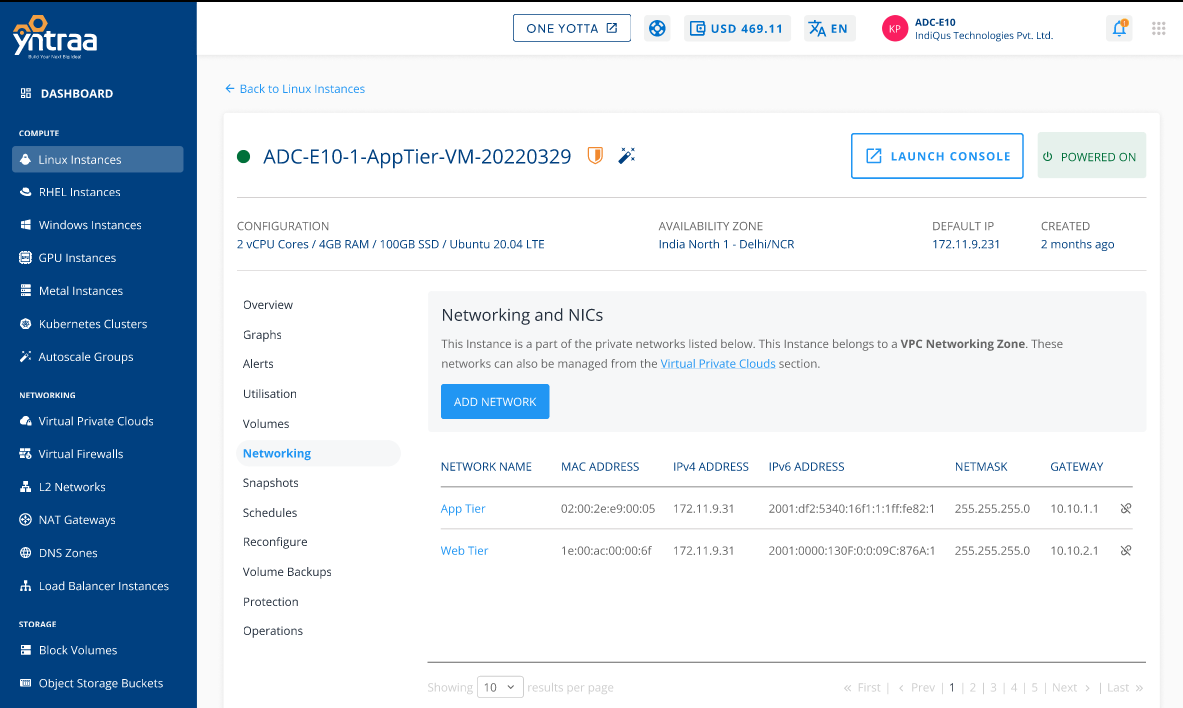 yntraa
Build Your Next Big Idea!
ONE YOTTA
USD 469.11
EN
KP
ADC-E10
IndiQus Technologies Pvt. Ltd.
DASHBOARD
COMPUTE
Linux Instances
RHEL Instances
Windows Instances
GPU Instances
Metal Instances
Kubernetes Clusters
Autoscale Groups
NETWORKING
Virtual Private Clouds
Virtual Firewalls
L2 Networks
NAT Gateways
DNS Zones
Load Balancer Instances
STORAGE
Block Volumes
Object Storage Buckets
← Back to Linux Instances
ADC-E10-1-AppTier-VM-20220329
LAUNCH CONSOLE
POWERED ON
CONFIGURATION AVAILABILITY ZONE DEFAULT IP CREATED
2 vCPU Cores / 4GB RAM / 100GB SSD / Ubuntu 20.04 LTE India North 1 - Delhi/NCR 172.11.9.231 2 months ago
Overview
Graphs
Alerts
Utilisation
Volumes
Networking
Snapshots
Schedules
Reconfigure
Volume Backups
Protection
Operations
Networking and NICs
This Instance is a part of the private networks listed below. This Instance belongs to a VPC Networking Zone. These
networks can also be managed from the Virtual Private Clouds section.
ADD NETWORK
NETWORK NAME MAC ADDRESS IPv4 ADDRESS IPv6 ADDRESS NETMASK GATEWAY
App Tier 02:00:2e:e9:00:05 172.11.9.31 2001:df2:5340:16f1:1:1ff:fe82:1 255.255.255.0 10.10.1.1
Web Tier 1e:00:ac:00:00:6f 172.11.9.31 2001:0000:130F:0:0:09C:876A:1 255.255.255.0 10.10.2.1
Showing 10 results per page
« First | ‹ Prev | 1 | 2 | 3 | 4 | 5 | Next › | Last »